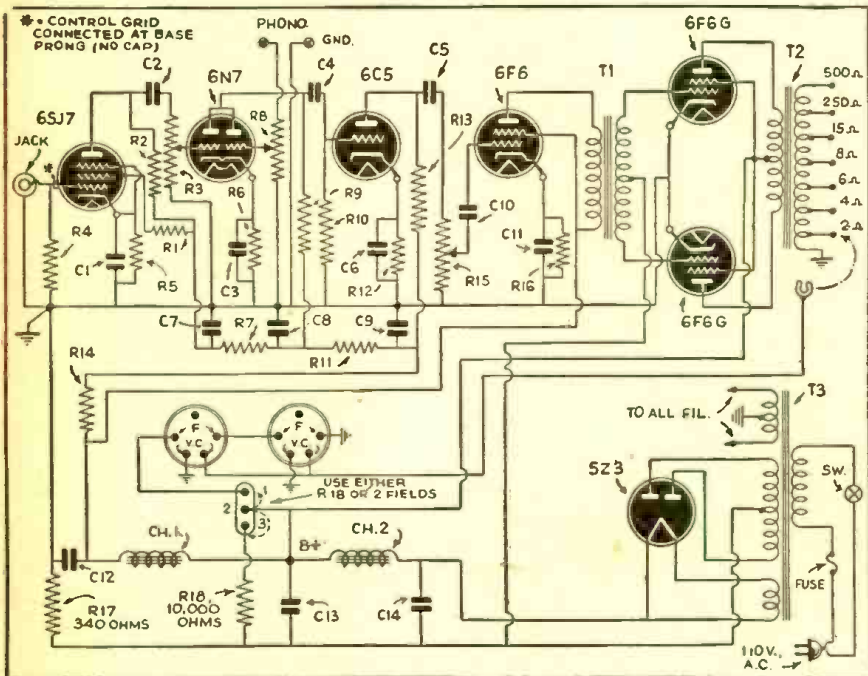 * = CONTROL GRID
CONNECTED AT BASE
PRONG (NO CAP)
PHONO.
GND.
6SJ7
JACK
*
C2
6N7
C4
6C5
C5
6F6
T1
6F6G
T2
500Ω
250Ω
15Ω
8Ω
6Ω
4Ω
2Ω
R2
R3
R8
R9
R10
R13
C10
R4
C1
R1
R5
R6
C3
C6
R12
R15
C11
R16
6F6G
C7
R7
C8
C9
R11
R14
F
V.C.
F
V.C.
USE EITHER
R18 OR 2 FIELDS
1
2
3
TO ALL FIL.
T3
5Z3
SW.
FUSE
110V.,
A.C.
CH.1
B+
CH.2
C12
R17
340 OHMS
R18,
10,000
OHMS
C13
C14